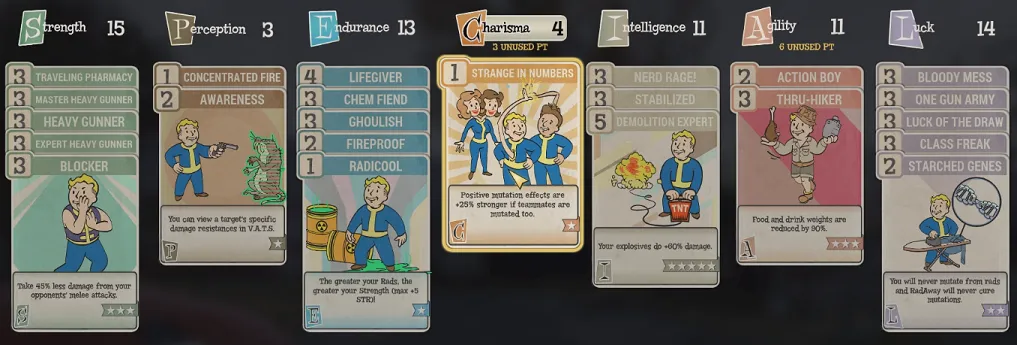 Strength 15
3 TRAVELING PHARMACY
3 MASTER HEAVY GUNNER
3 HEAVY GUNNER
3 EXPERT HEAVY GUNNER
3 BLOCKER
Take 45% less damage from your
opponents' melee attacks.
S
Perception 3
1 CONCENTRATED FIRE
2 AWARENESS
You can view a target's specific
damage resistances in V.A.T.S.
P
Endurance 13
4 LIFEGIVER
3 CHEM FIEND
3 GHOULISH
2 FIREPROOF
1 RADICOOL
The greater your Rads, the
greater your Strength (max +5
STR)!
E
Charisma 4
3 UNUSED PT
1 STRANGE IN NUMBERS
Positive mutation effects are
+25% stronger if teammates are
mutated too.
C
Intelligence 11
3 NERD RAGE!
3 STABILIZED
5 DEMOLITION EXPERT
TNT
Your explosives do +60% damage.
I
Agility 11
6 UNUSED PT
2 ACTION BOY
3 THRU-HIKER
Food and drink weights are
reduced by 90%.
A
Luck 14
3 BLOODY MESS
3 ONE GUN ARMY
3 LUCK OF THE DRAW
3 CLASS FREAK
2 STARCHED GENES
You will never mutate from rads
and RadAway will never cure
mutations.
L